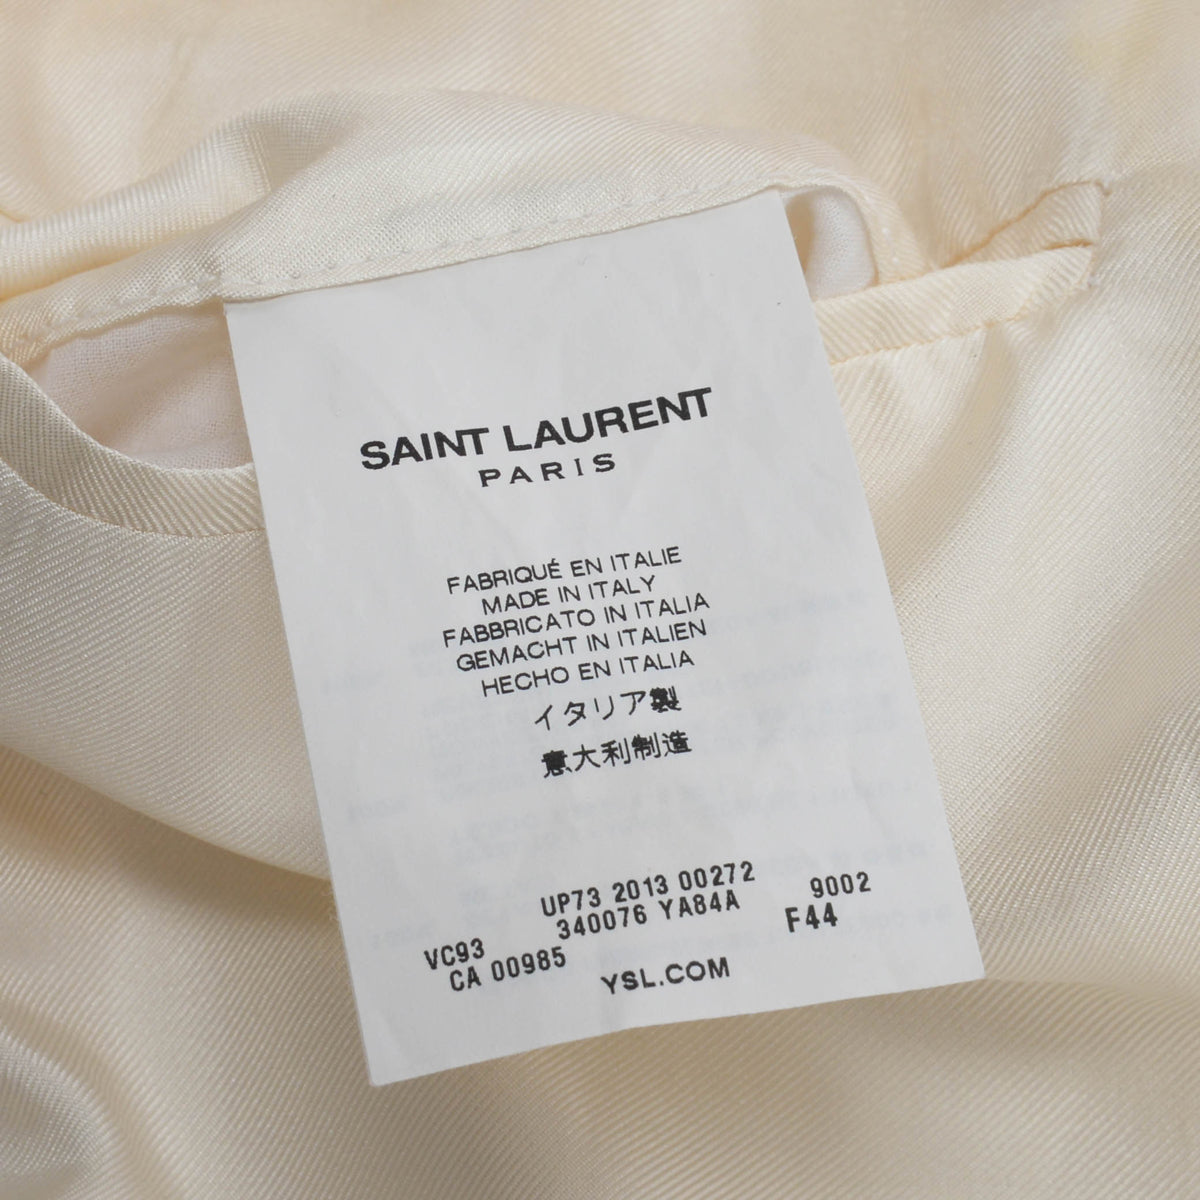 SAINT LAURENT
PARIS
FABRIQUÉ EN ITALIE
MADE IN ITALY
FABBRICATO IN ITALIA
GEMACHT IN ITALIEN
HECHO EN ITALIA
イタリア製
意大利制造
UP73 2013 00272
340076 YA84A 9002
VC93 F44
CA 00985
YSL.COM